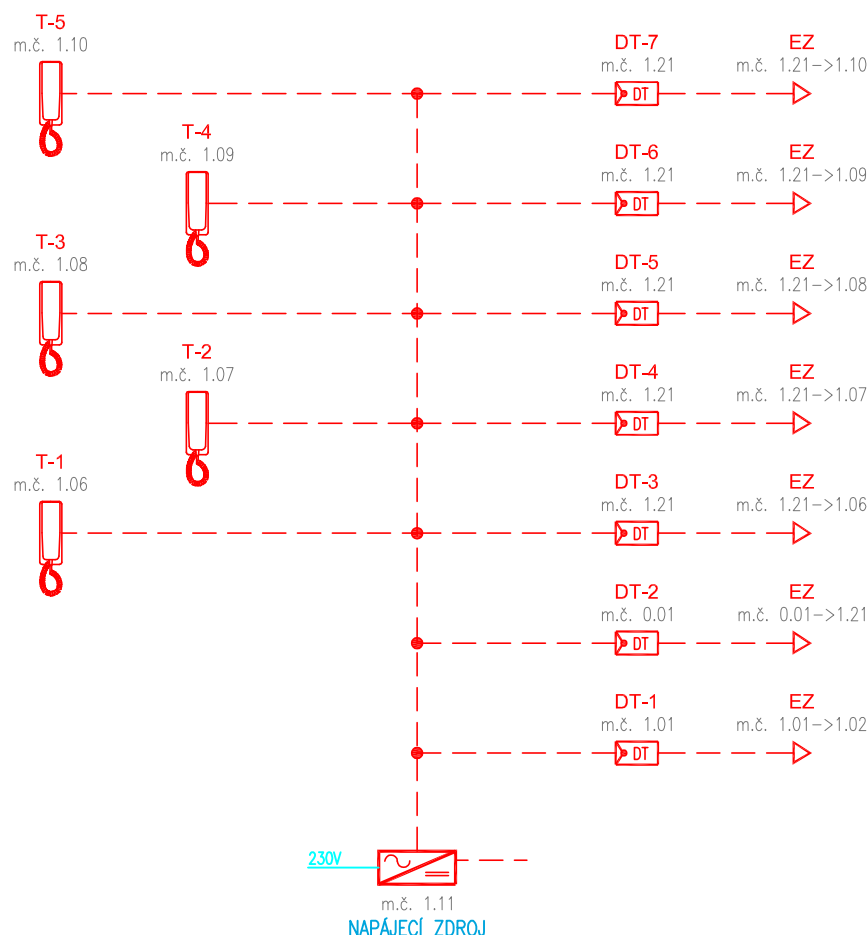 T-5
m.č. 1.10
DT-7
m.č. 1.21
EZ
m.č. 1.21->1.10
DT
T-4
m.č. 1.09
DT-6
m.č. 1.21
EZ
m.č. 1.21->1.09
DT
T-3
m.č. 1.08
DT-5
m.č. 1.21
EZ
m.č. 1.21->1.08
DT
T-2
m.č. 1.07
DT-4
m.č. 1.21
EZ
m.č. 1.21->1.07
DT
T-1
m.č. 1.06
DT-3
m.č. 1.21
EZ
m.č. 1.21->1.06
DT
DT-2
m.č. 0.01
EZ
m.č. 0.01->1.21
DT
DT-1
m.č. 1.01
EZ
m.č. 1.01->1.02
DT
230V
m.č. 1.11
NAPÁJECÍ ZDROJ